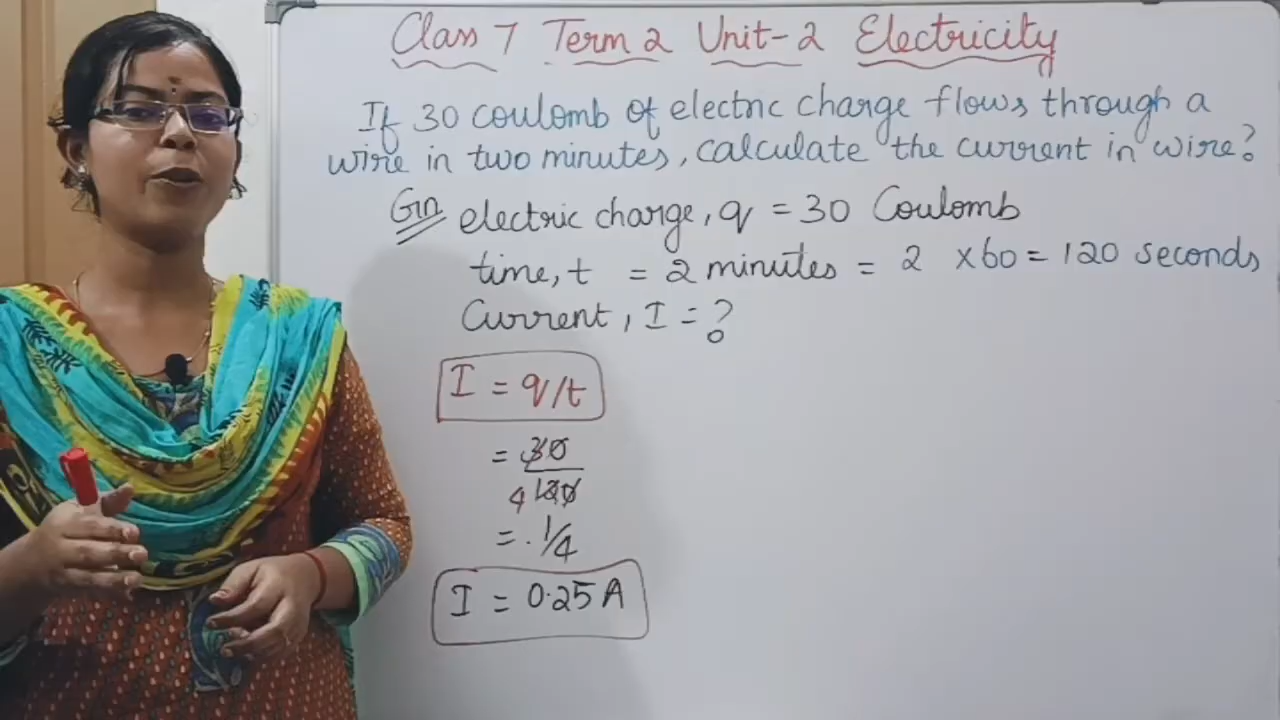 Class 7 Term 2 Unit-2 Electricity
If 30 coulomb of electric charge flows through a
wire in two minutes, calculate the current in wire?
Gn electric charge, q = 30 Coulomb
time, t = 2 minutes = 2 x60 = 120 seconds
Current, I = ?
I = q/t
= 30
4 120
= . 1/4
I = 0.25 A